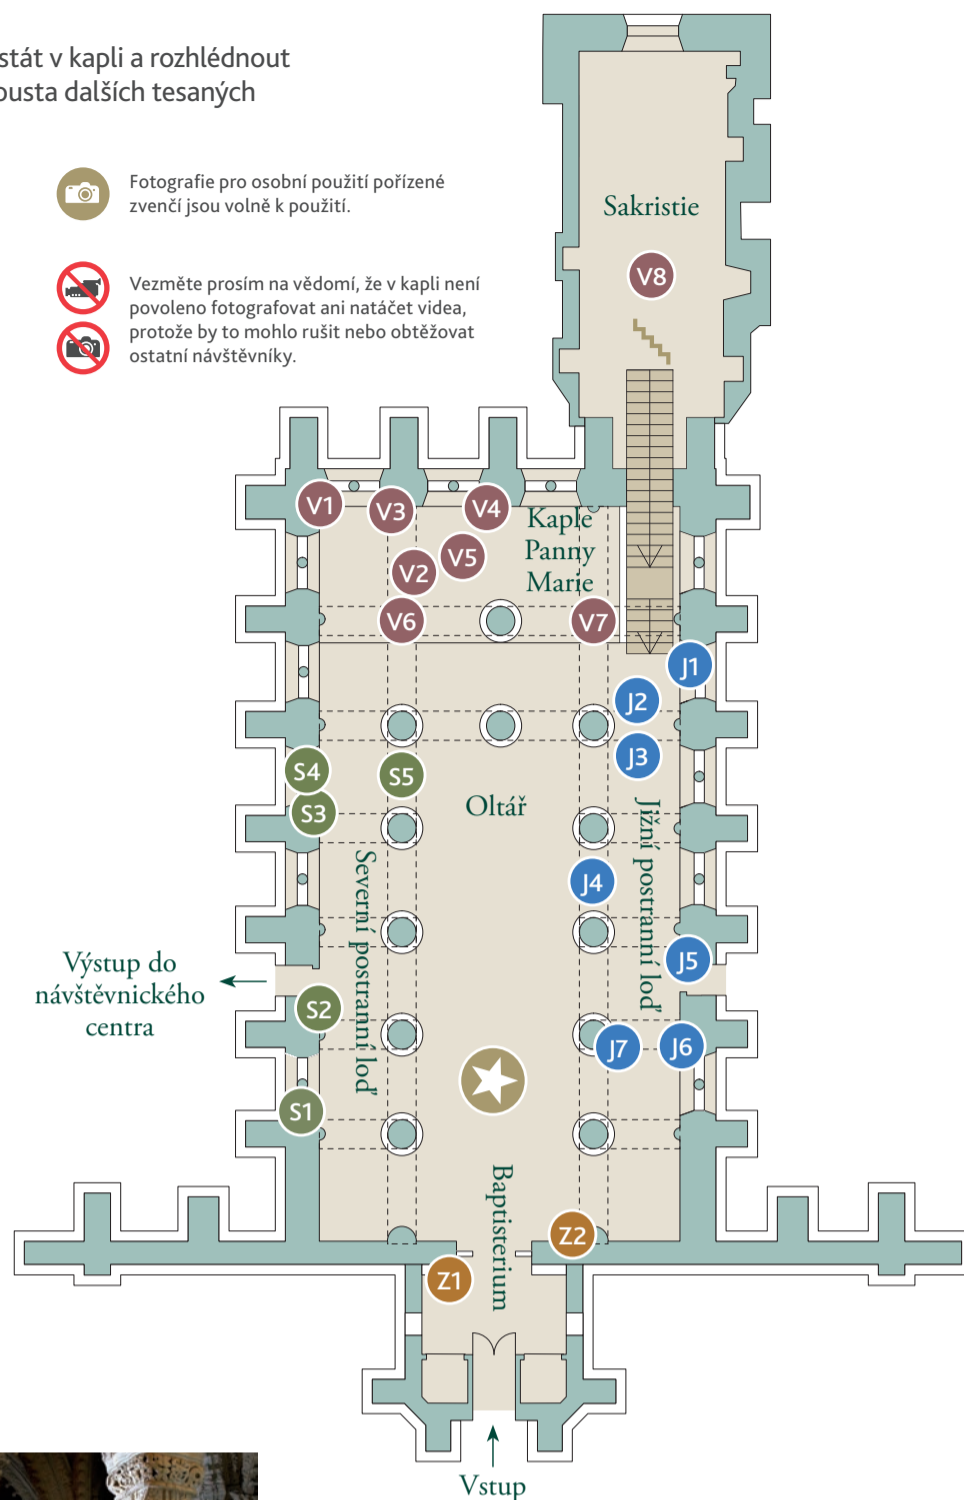 stát v kapli a rozhlédnout
ousta dalších tesaných
Fotografie pro osobní použití pořízené
zvenčí jsou volně k použití.
Vezměte prosím na vědomí, že v kapli není
povoleno fotografovat ani natáčet videa,
protože by to mohlo rušit nebo obtěžovat
ostatní návštěvníky.
Sakristie
V8
V1
V3
V4
Kaple
Panny
Marie
V5
V2
V6
V7
J1
J2
J3
S4
S5
S3
Oltář
Jižní postranní loď
Severní postranní loď
J4
J5
Výstup do
návštěvnického
centra
S2
J7
J6
S1
Baptisterium
Z2
Z1
Vstup